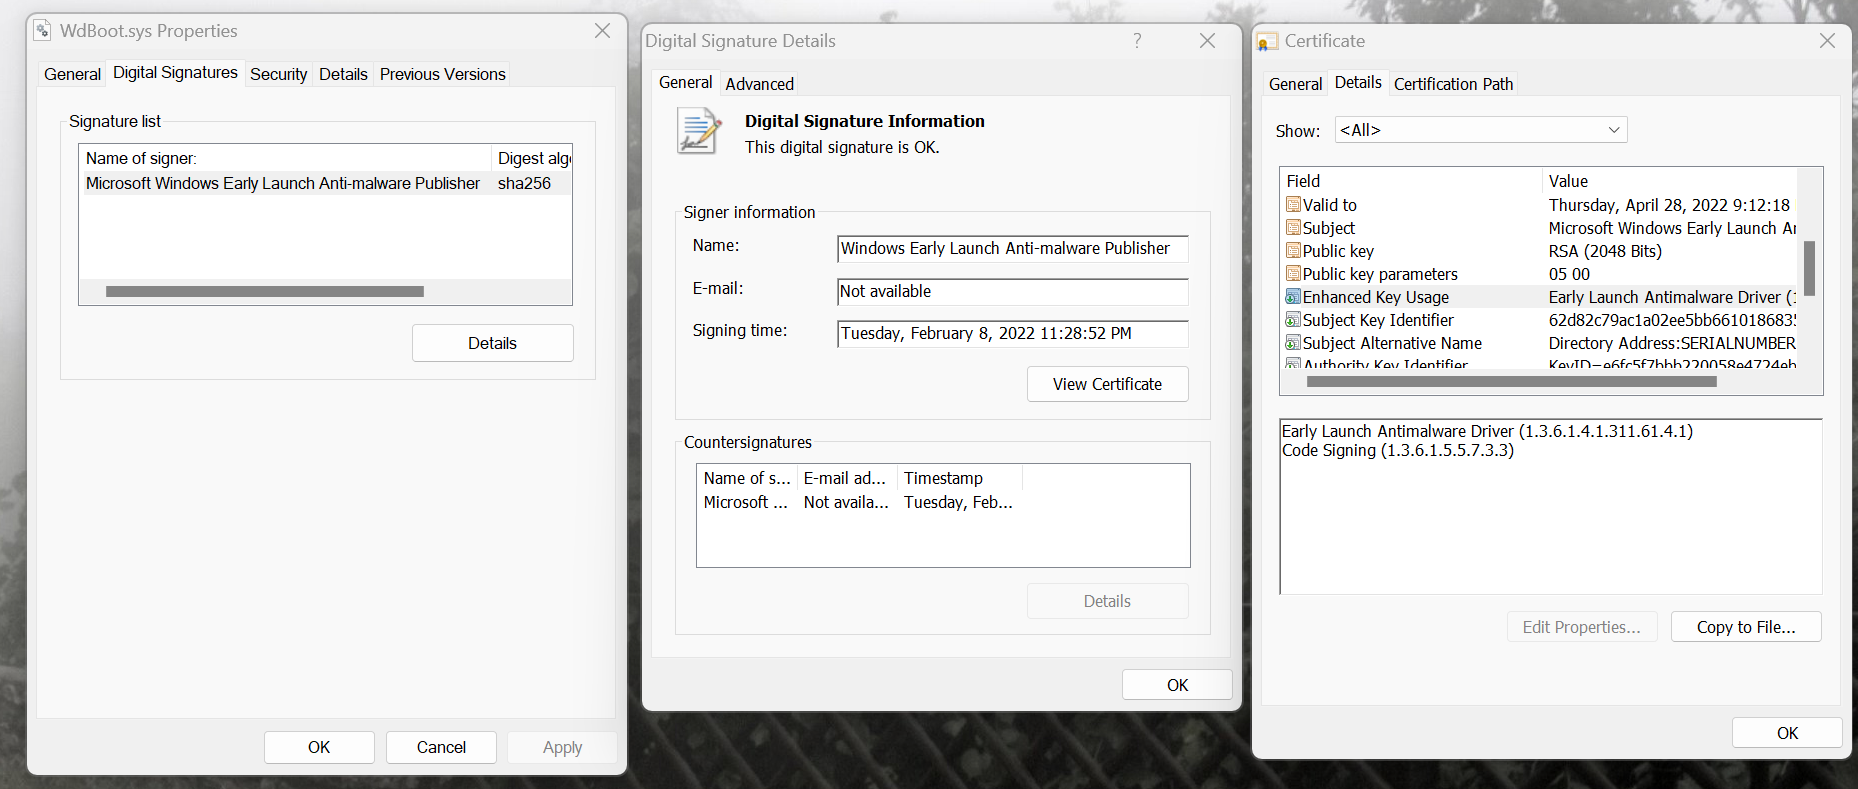 WdBoot.sys Properties
General Digital Signatures Security Details Previous Versions
Signature list
Name of signer: Digest alg
Microsoft Windows Early Launch Anti-malware Publisher sha256
Details
OK Cancel Apply
Digital Signature Details ?
General Advanced
Digital Signature Information
This digital signature is OK.
Signer information
Name: Windows Early Launch Anti-malware Publisher
E-mail: Not available
Signing time: Tuesday, February 8, 2022 11:28:52 PM
View Certificate
Countersignatures
Name of s... E-mail ad... Timestamp
Microsoft ... Not availa... Tuesday, Feb...
Details
OK
Certificate
General Details Certification Path
Show: <All>
Field Value
Valid to Thursday, April 28, 2022 9:12:18
Subject Microsoft Windows Early Launch Ar
Public key RSA (2048 Bits)
Public key parameters 05 00
Enhanced Key Usage Early Launch Antimalware Driver (1
Subject Key Identifier 62d82c79ac1a02ee5bb6610186835
Subject Alternative Name Directory Address:SERIALNUMBER
Authority Key Identifier KeyID=e6fc5f7bbb220058e4724eb
Early Launch Antimalware Driver (1.3.6.1.4.1.311.61.4.1)
Code Signing (1.3.6.1.5.5.7.3.3)
Edit Properties... Copy to File...
OK